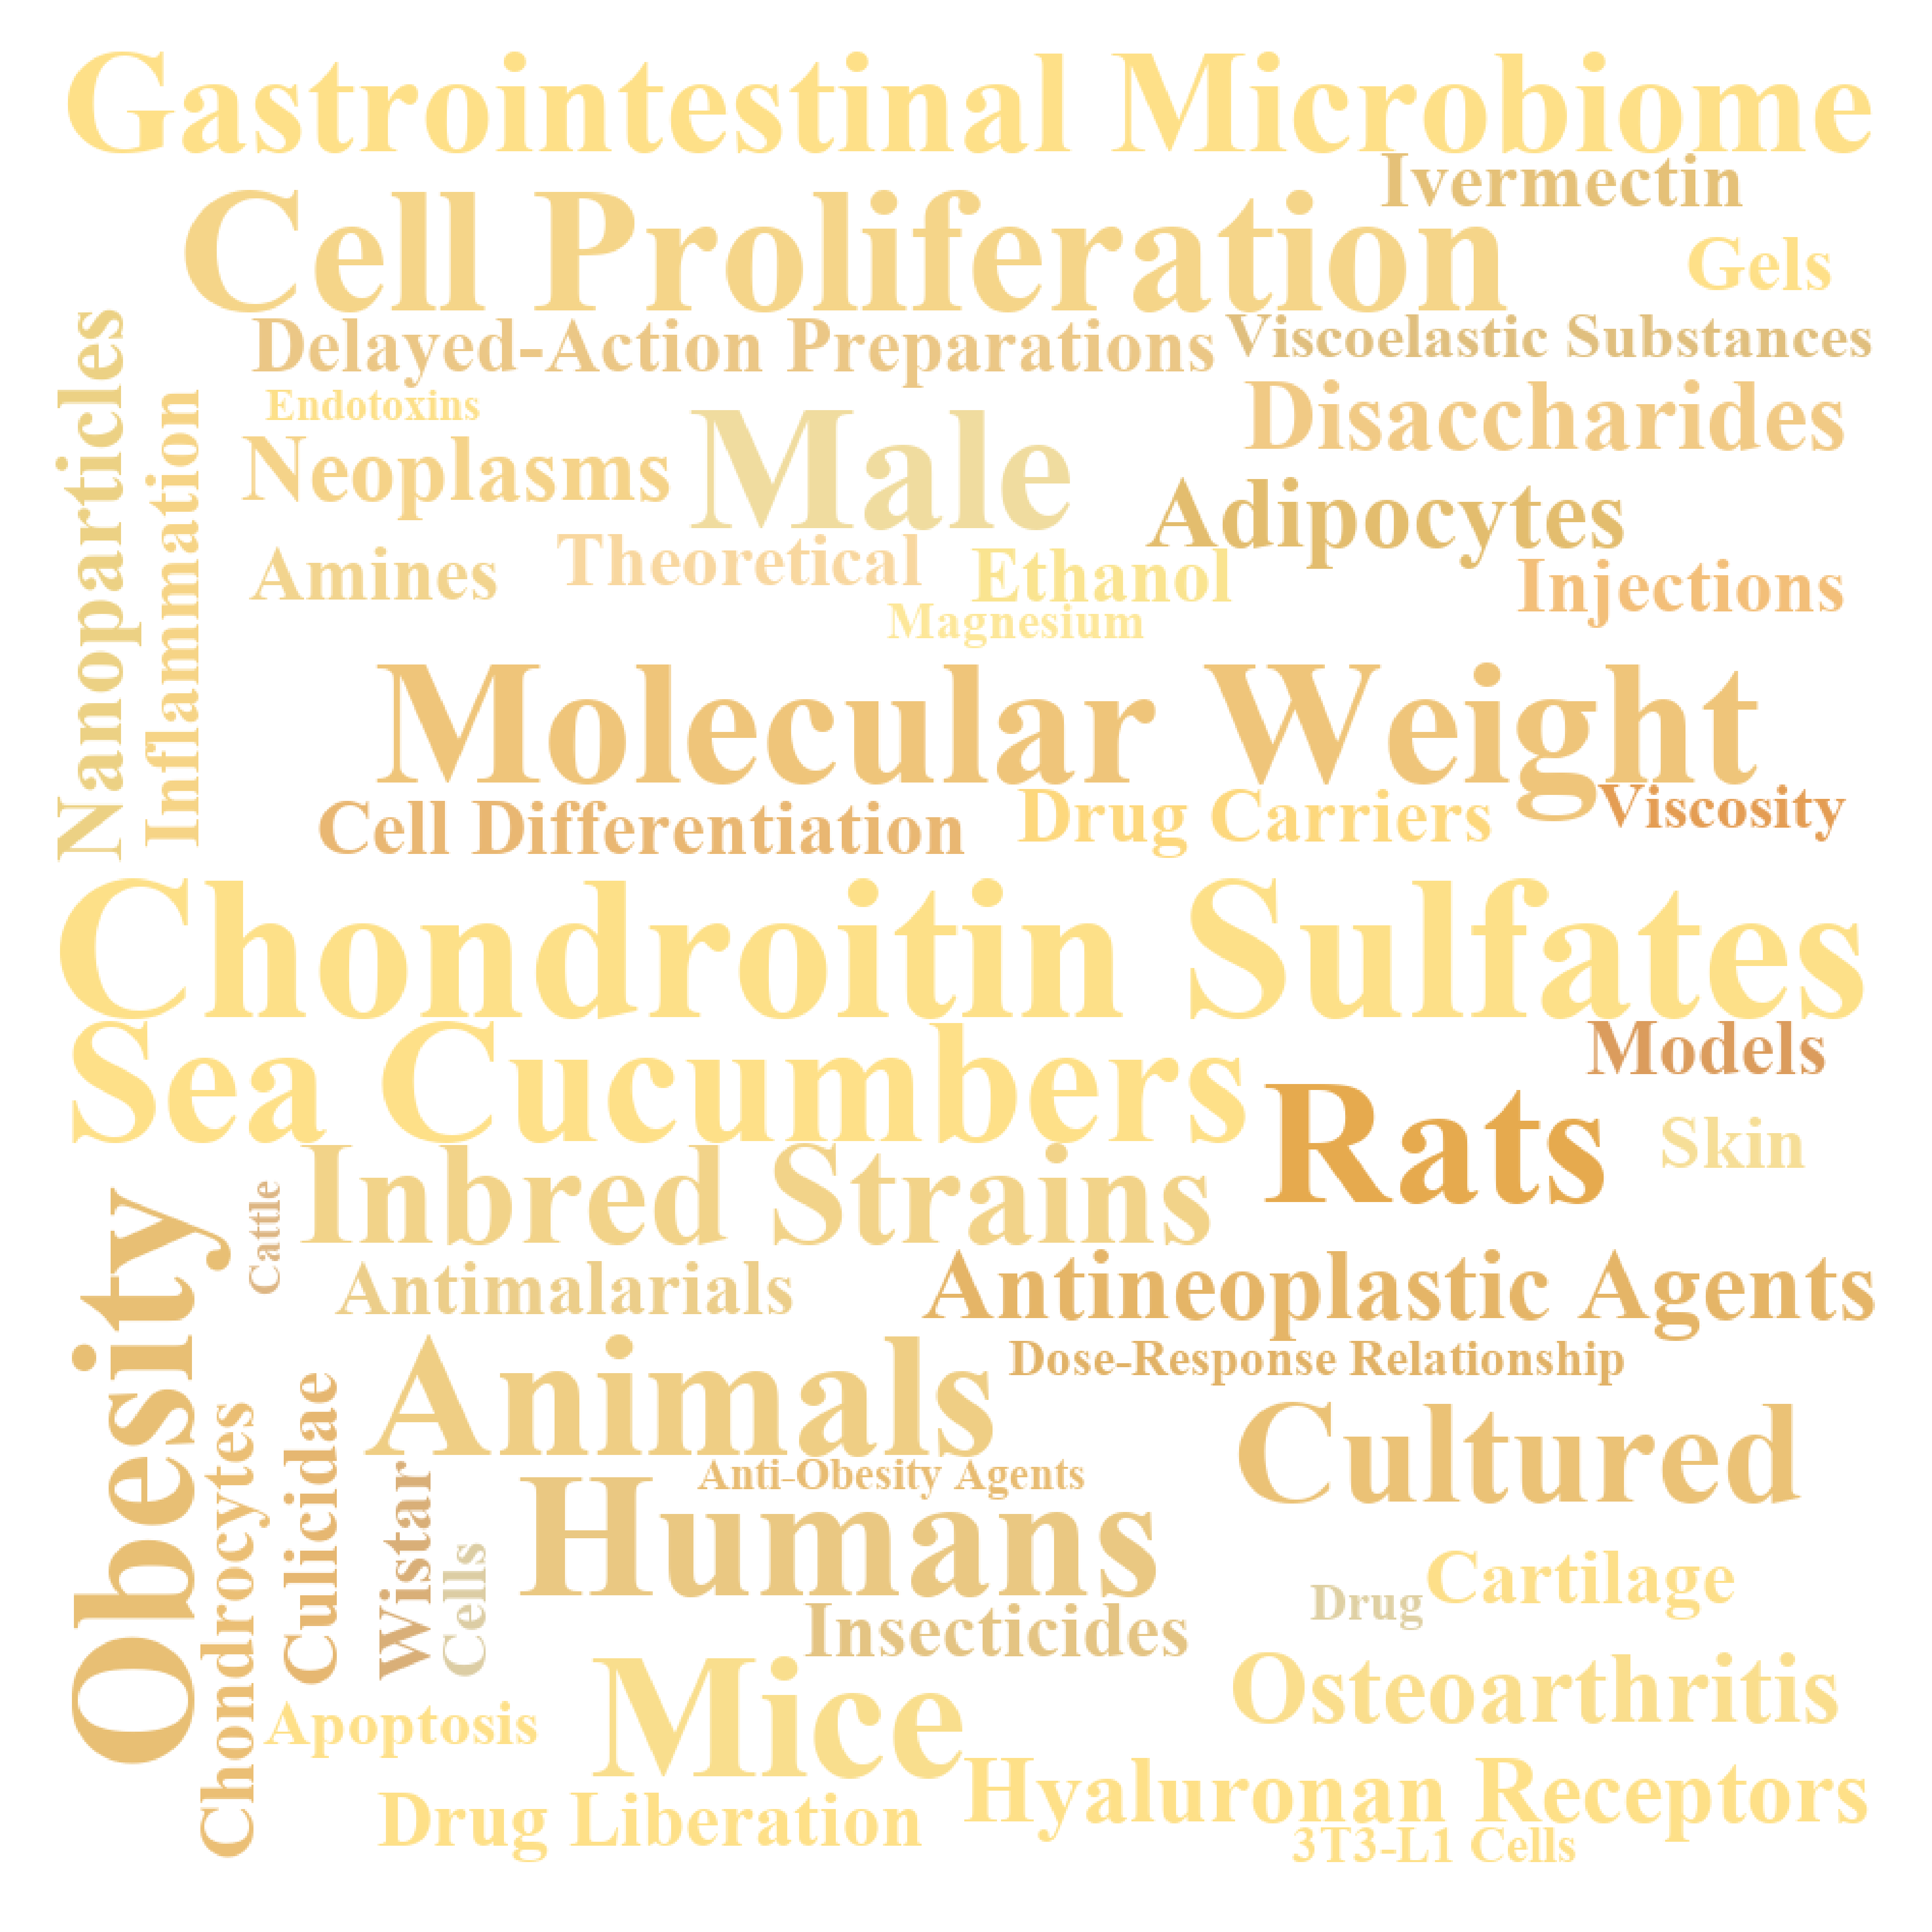 Gastrointestinal Microbiome
Ivermectin
Cell Proliferation
Gels
Nanoparticles
Inflammation
Delayed-Action Preparations
Viscoelastic Substances
Endotoxins
Male
Disaccharides
Neoplasms
Adipocytes
Amines
Theoretical
Ethanol
Injections
Magnesium
Molecular Weight
Cell Differentiation
Drug Carriers
Viscosity
Chondroitin Sulfates
Sea Cucumbers
Models
Rats
Skin
Obesity
Cattle
Inbred Strains
Antimalarials
Antineoplastic Agents
Animals
Dose-Response Relationship
Chondrocytes
Culicidae
Wistar
Cells
Anti-Obesity Agents
Cultured
Humans
Drug
Cartilage
Insecticides
Mice
Osteoarthritis
Apoptosis
Hyaluronan Receptors
Drug Liberation
3T3-L1 Cells